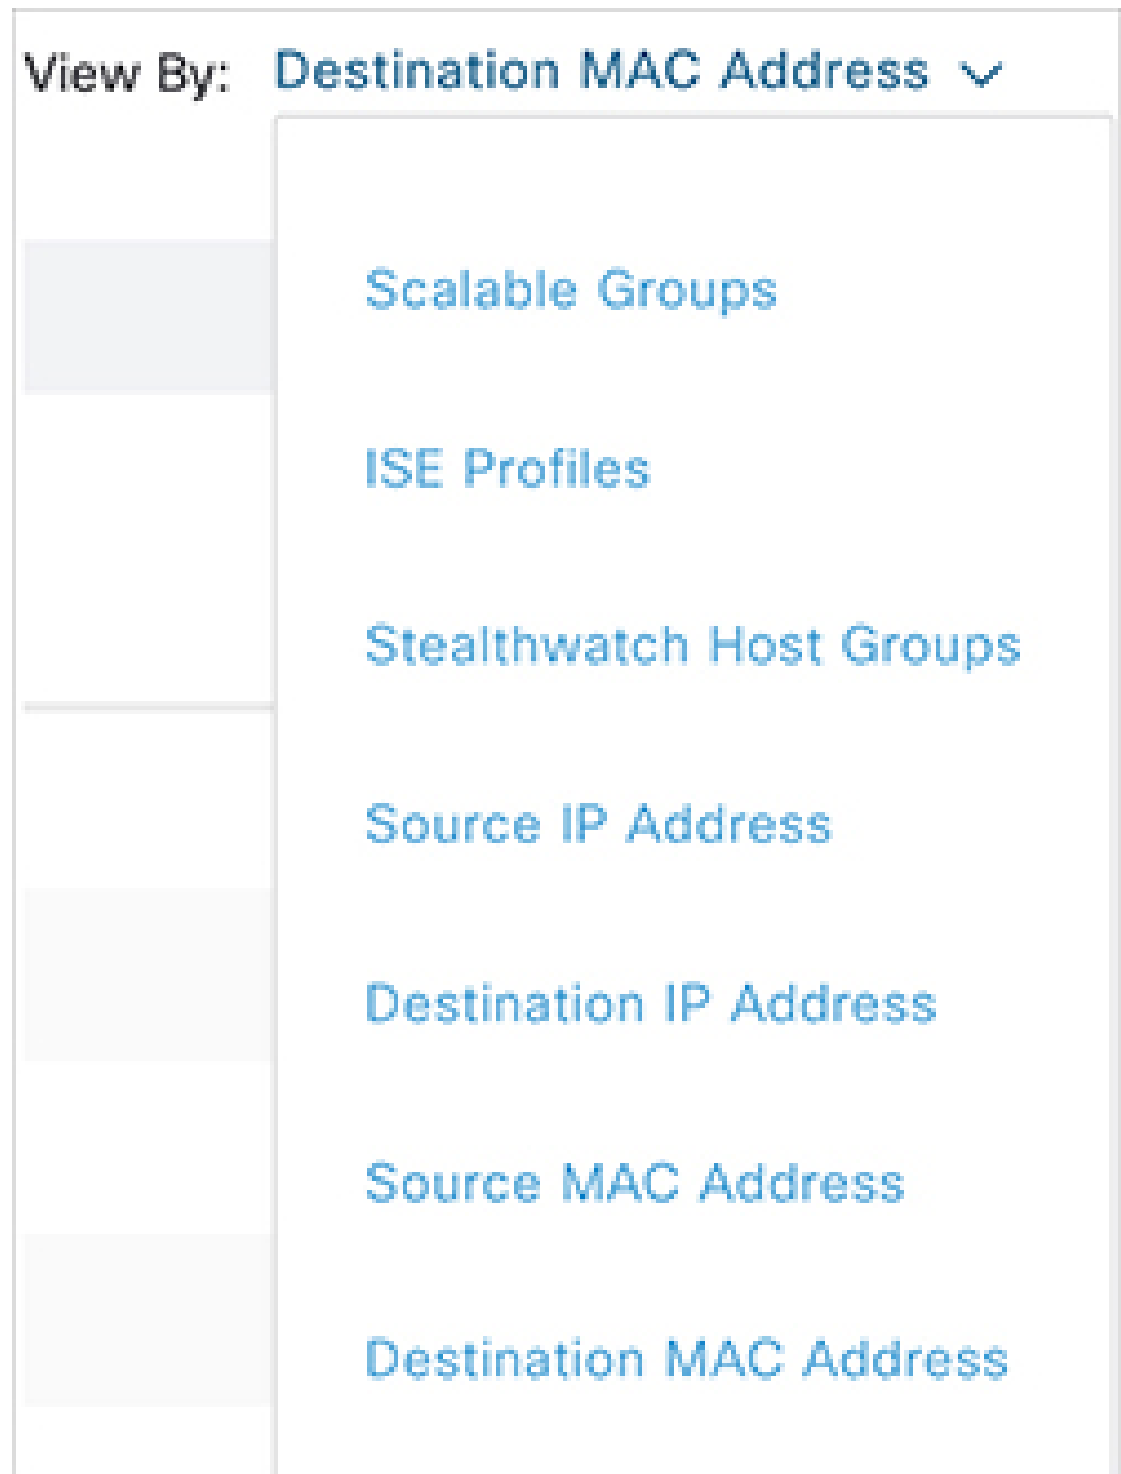 View By: Destination MAC Address
Scalable Groups
ISE Profiles
Stealthwatch Host Groups
Source IP Address
Destination IP Address
Source MAC Address
Destination MAC Address